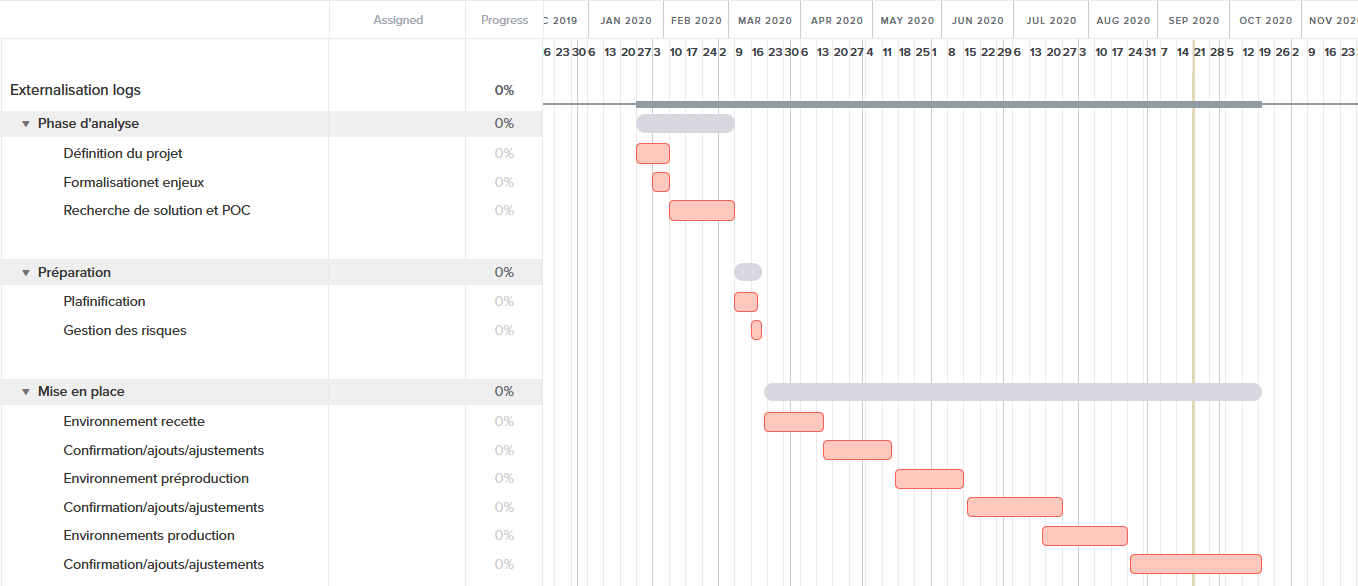 Assigned Progress C 2019 JAN 2020 FEB 2020 MAR 2020 APR 2020 MAY 2020 JUN 2020 JUL 2020 AUG 2020 SEP 2020 OCT 2020 NOV 2020
6 23 30 6 13 20 27 3 10 17 24 2 9 16 23 30 6 13 20 27 4 11 18 25 1 8 15 22 29 6 13 20 27 3 10 17 24 31 7 14 21 28 5 12 19 26 2 9 16 23
Externalisation logs 0%
Phase d'analyse 0%
Définition du projet 0%
Formalisationet enjeux 0%
Recherche de solution et POC 0%
Préparation 0%
Plafinification 0%
Gestion des risques 0%
Mise en place 0%
Environnement recette 0%
Confirmation/ajouts/ajustements 0%
Environnement préproduction 0%
Confirmation/ajouts/ajustements 0%
Environnements production 0%
Confirmation/ajouts/ajustements 0%